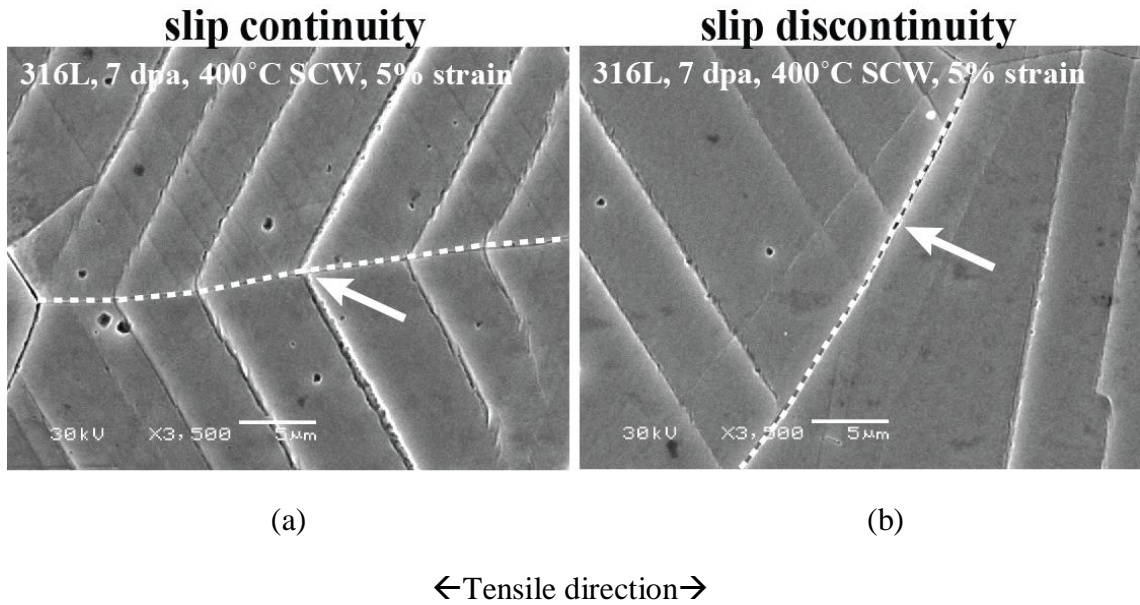 slip continuity
316L, 7 dpa, 400˚C SCW, 5% strain
30kV X3,500 5µm
(a)
slip discontinuity
316L, 7 dpa, 400˚C SCW, 5% strain
30kV X3,500 5µm
(b)
←Tensile direction→